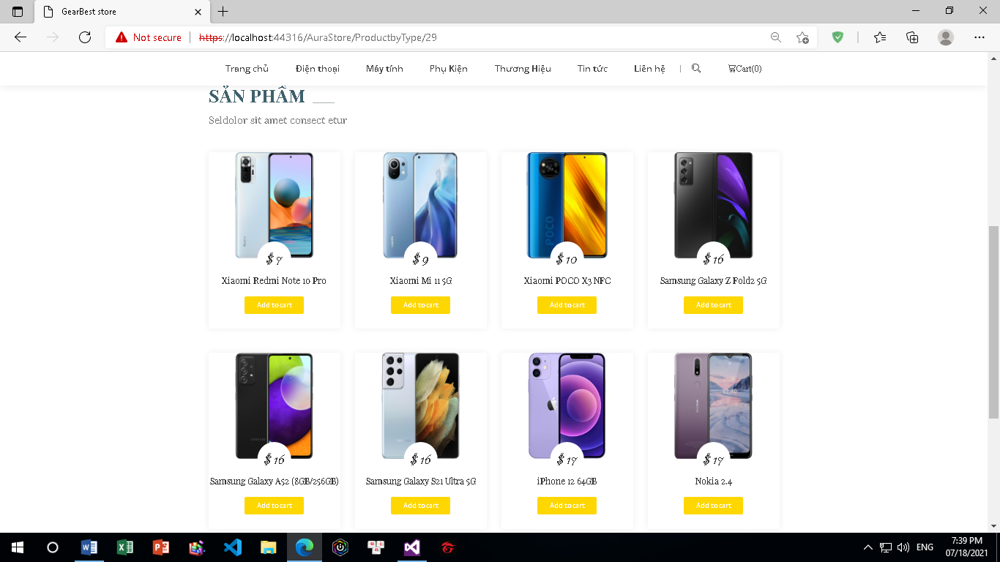 GearBest store
Not secure https://localhost:44316/AuraStore/ProductbyType/29
Trang chủ Điện thoại Máy tính Phụ Kiện Thương Hiệu Tin tức Liên hệ | Cart(0)
SẢN PHẨM
Seldolor sit amet consect etur
$ 7 $ 9 $ 10 $ 16
Xiaomi Redmi Note 10 Pro Xiaomi Mi 11 5G Xiaomi POCO X3 NFC Samsung Galaxy Z Fold2 5G
Add to cart Add to cart Add to cart Add to cart
$ 16 $ 16 $ 17 $ 17
Samsung Galaxy A52 (8GB/256GB) Samsung Galaxy S21 Ultra 5G iPhone 12 64GB Nokia 2.4
Add to cart Add to cart Add to cart Add to cart
ENG 7:39 PM
07/18/2021